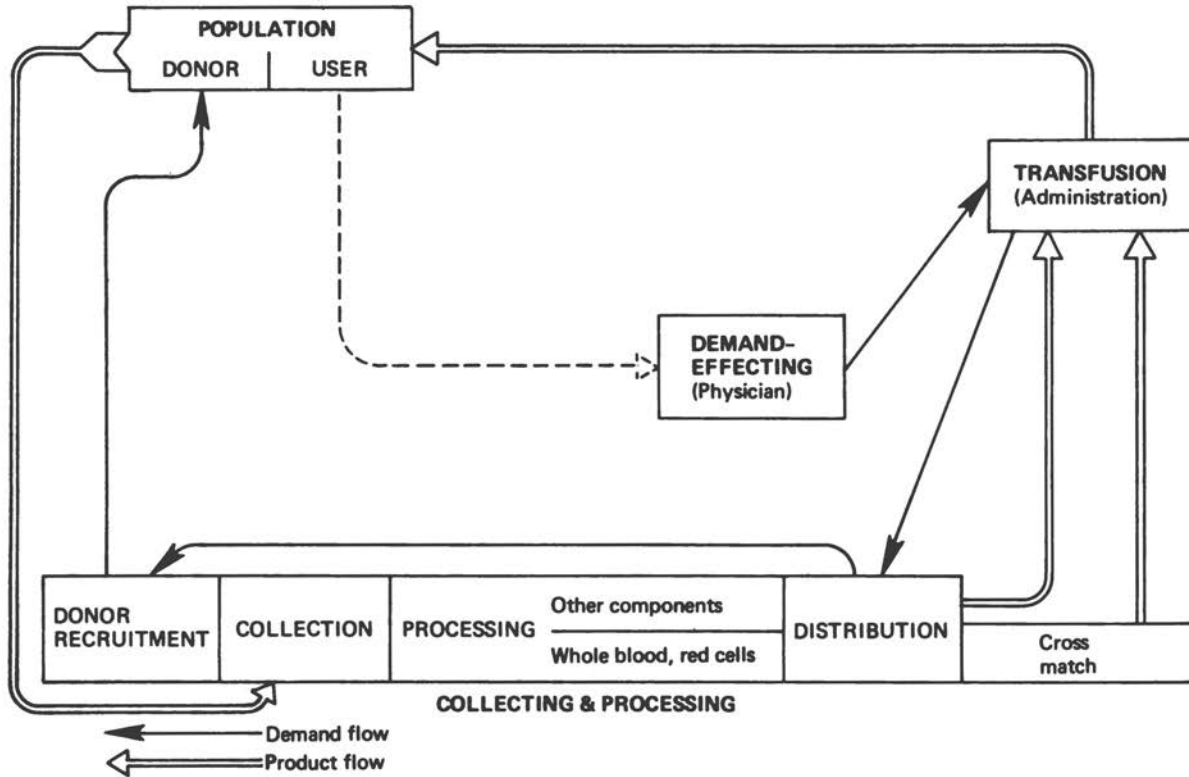 POPULATION
DONOR
USER
TRANSFUSION
(Administration)
DEMAND–
EFFECTING
(Physician)
DONOR
RECRUITMENT
COLLECTION
PROCESSING
Other components
Whole blood, red cells
DISTRIBUTION
Cross
match
COLLECTING & PROCESSING
Demand flow
Product flow